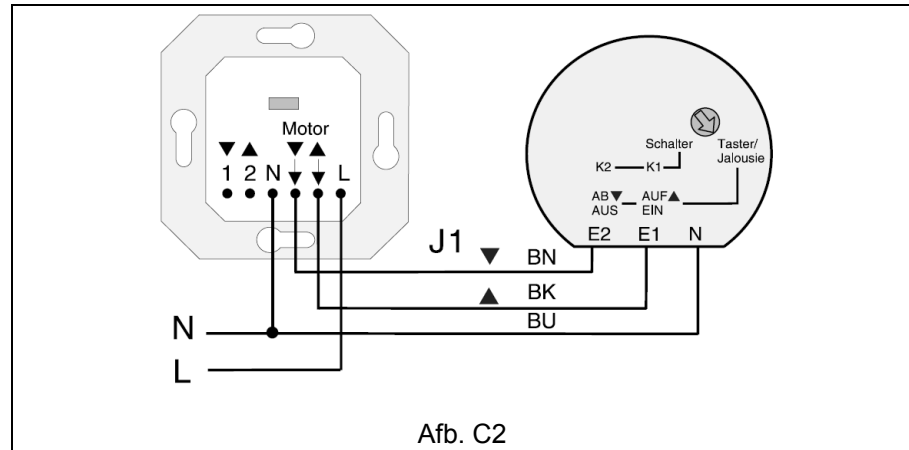 Motor
▼ ▲ ▼ ▲
1 2 N L
Schalter
Taster/
Jalousie
K2 K1
AB▼ AUF▲
AUS EIN
E2 E1 N
J1 ▼ BN
▲ BK
BU
N
L
Afb. C2